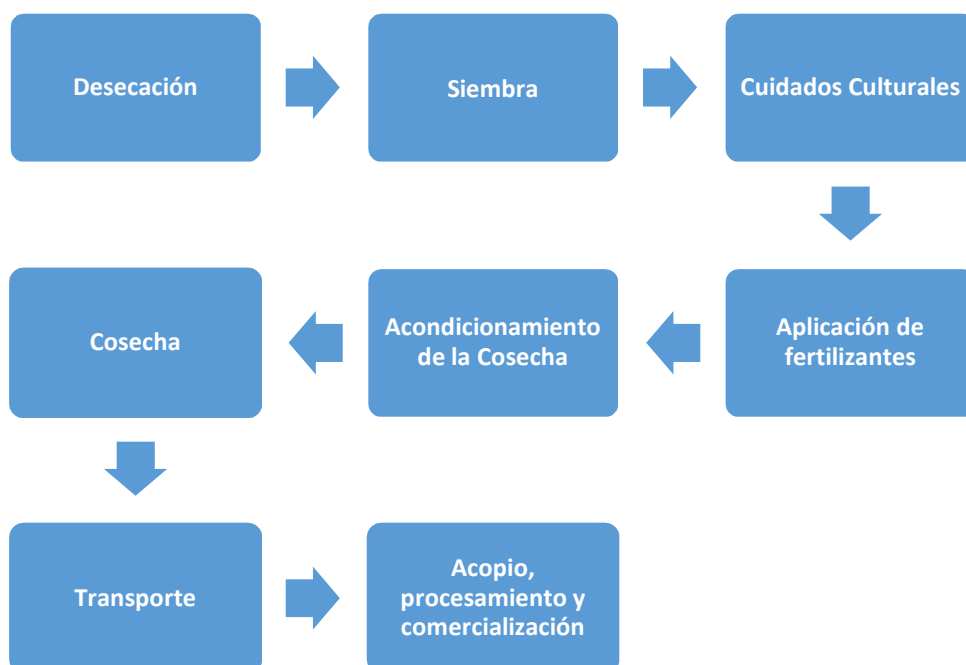 Desecación
Siembra
Cuidados Culturales
Aplicación de
fertilizantes
Acondicionamiento
de la Cosecha
Cosecha
Transporte
Acopio,
procesamiento y
comercialización